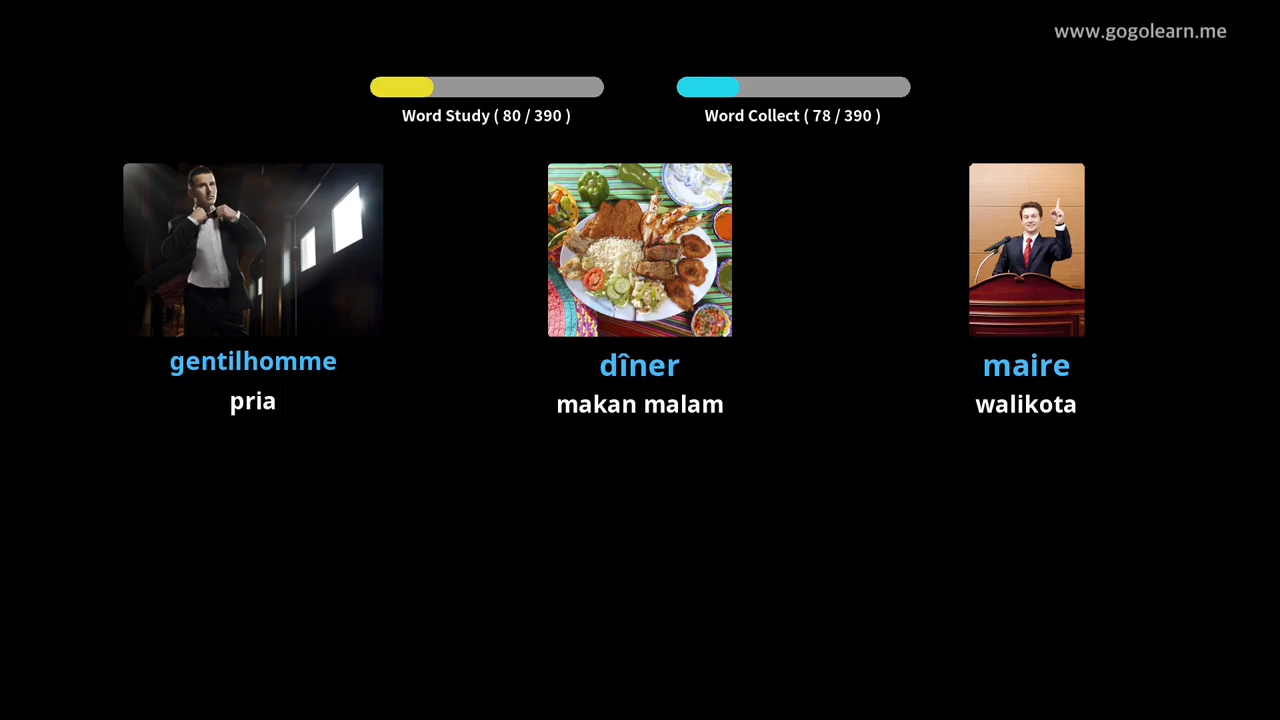 www.gogolearn.me
Word Study ( 80 / 390 )
Word Collect ( 78 / 390 )
gentilhomme
pria
dîner
makan malam
maire
walikota